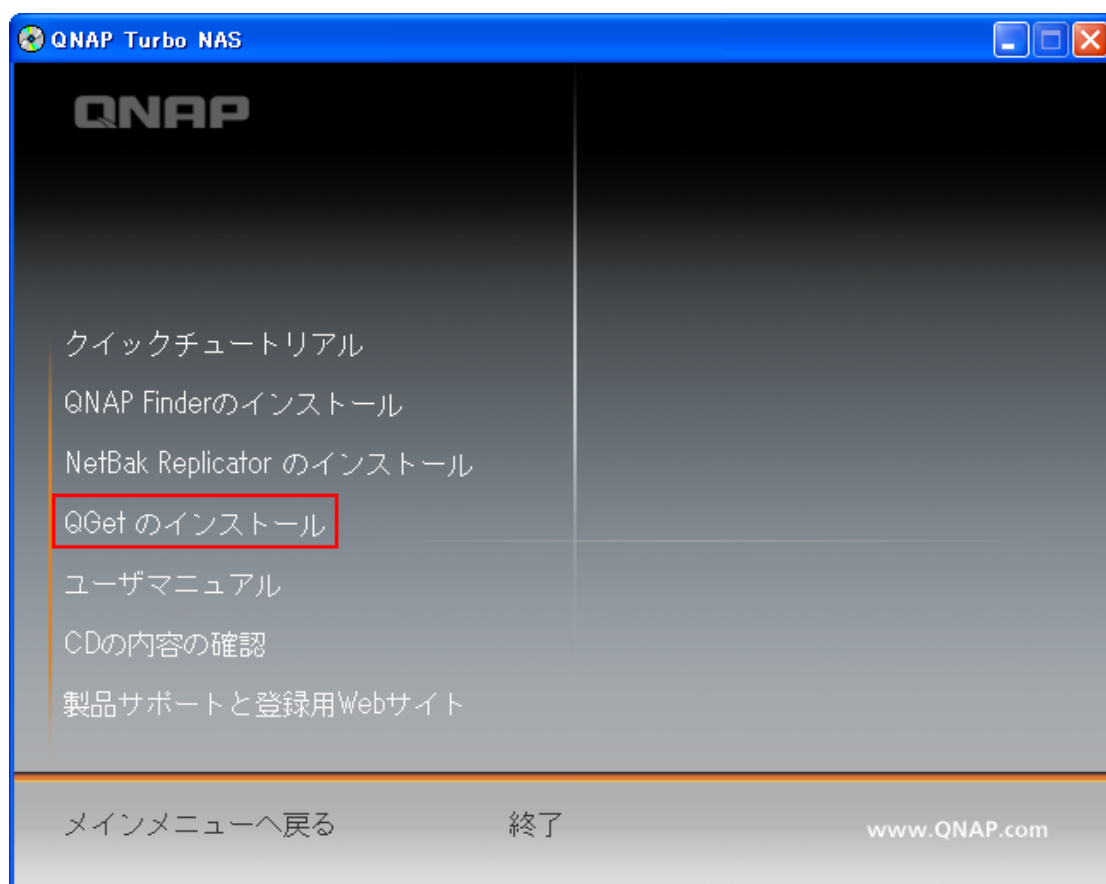 QNAP Turbo NAS
QNAP
クイックチュートリアル
QNAP Finderのインストール
NetBak Replicator のインストール
QGet のインストール
ユーザマニュアル
CDの内容の確認
製品サポートと登録用Webサイト
メインメニューへ戻る
終了
www.QNAP.com